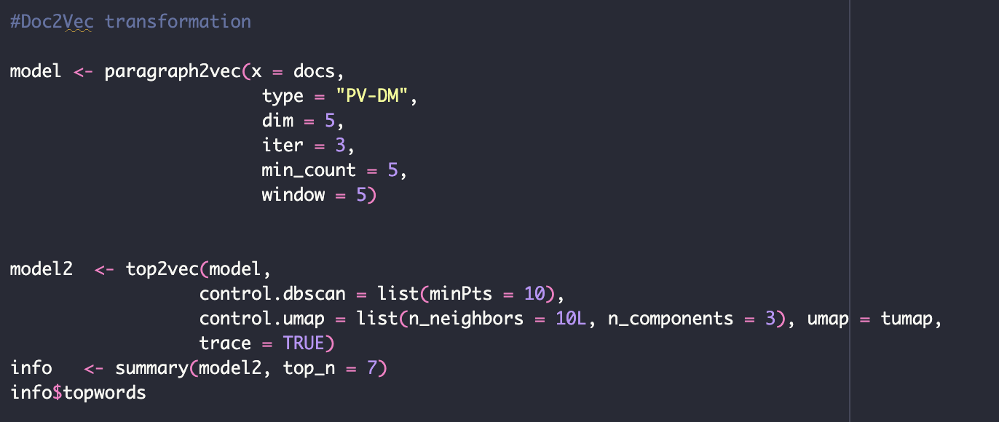 #Doc2Vec transformation
model <- paragraph2vec(x = docs,
type = "PV-DM",
dim = 5,
iter = 3,
min_count = 5,
window = 5)
model2  <- top2vec(model,
control.dbscan = list(minPts = 10),
control.umap = list(n_neighbors = 10L, n_components = 3), umap = tumap,
trace = TRUE)
info   <- summary(model2, top_n = 7)
info$topwords